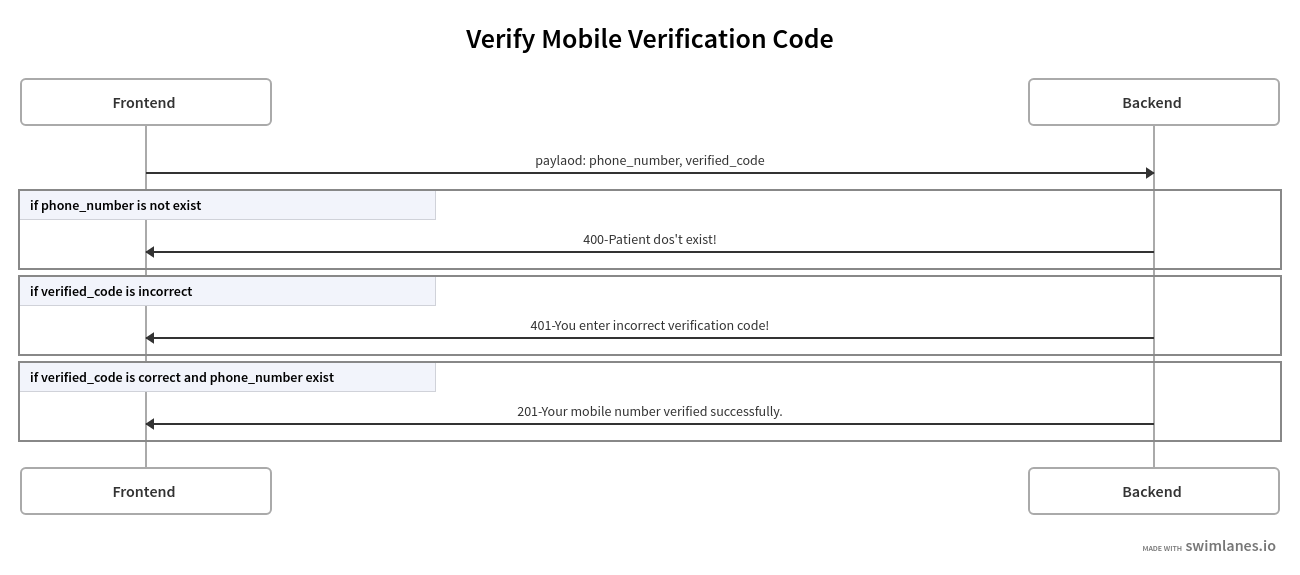 Verify Mobile Verification Code
Frontend
Backend
paylaod: phone_number, verified_code
if phone_number is not exist
400-Patient dos't exist!
if verified_code is incorrect
401-You enter incorrect verification code!
if verified_code is correct and phone_number exist
201-Your mobile number verified successfully.
Frontend
Backend
MADE WITH swimlanes.io